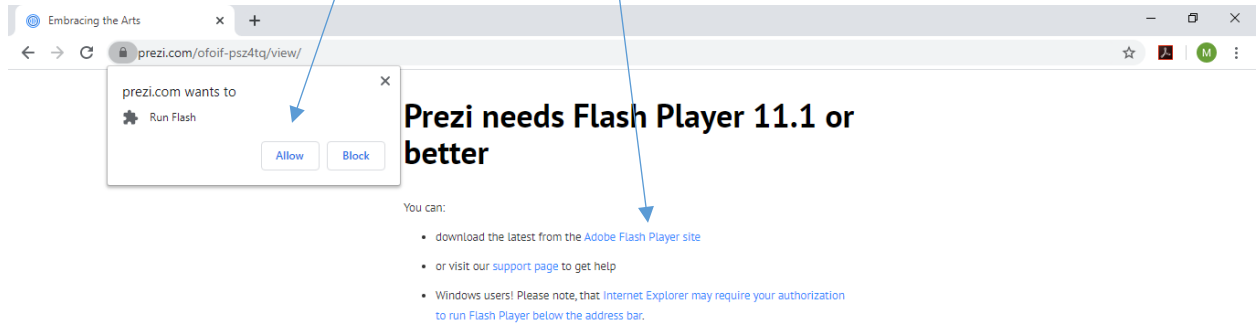 Embracing the Arts
prezi.com/ofoif-psz4tq/view/
M
prezi.com wants to
Run Flash
Allow Block
Prezi needs Flash Player 11.1 or
better
You can:
• download the latest from the Adobe Flash Player site
• or visit our support page to get help
• Windows users! Please note, that Internet Explorer may require your authorization
to run Flash Player below the address bar.